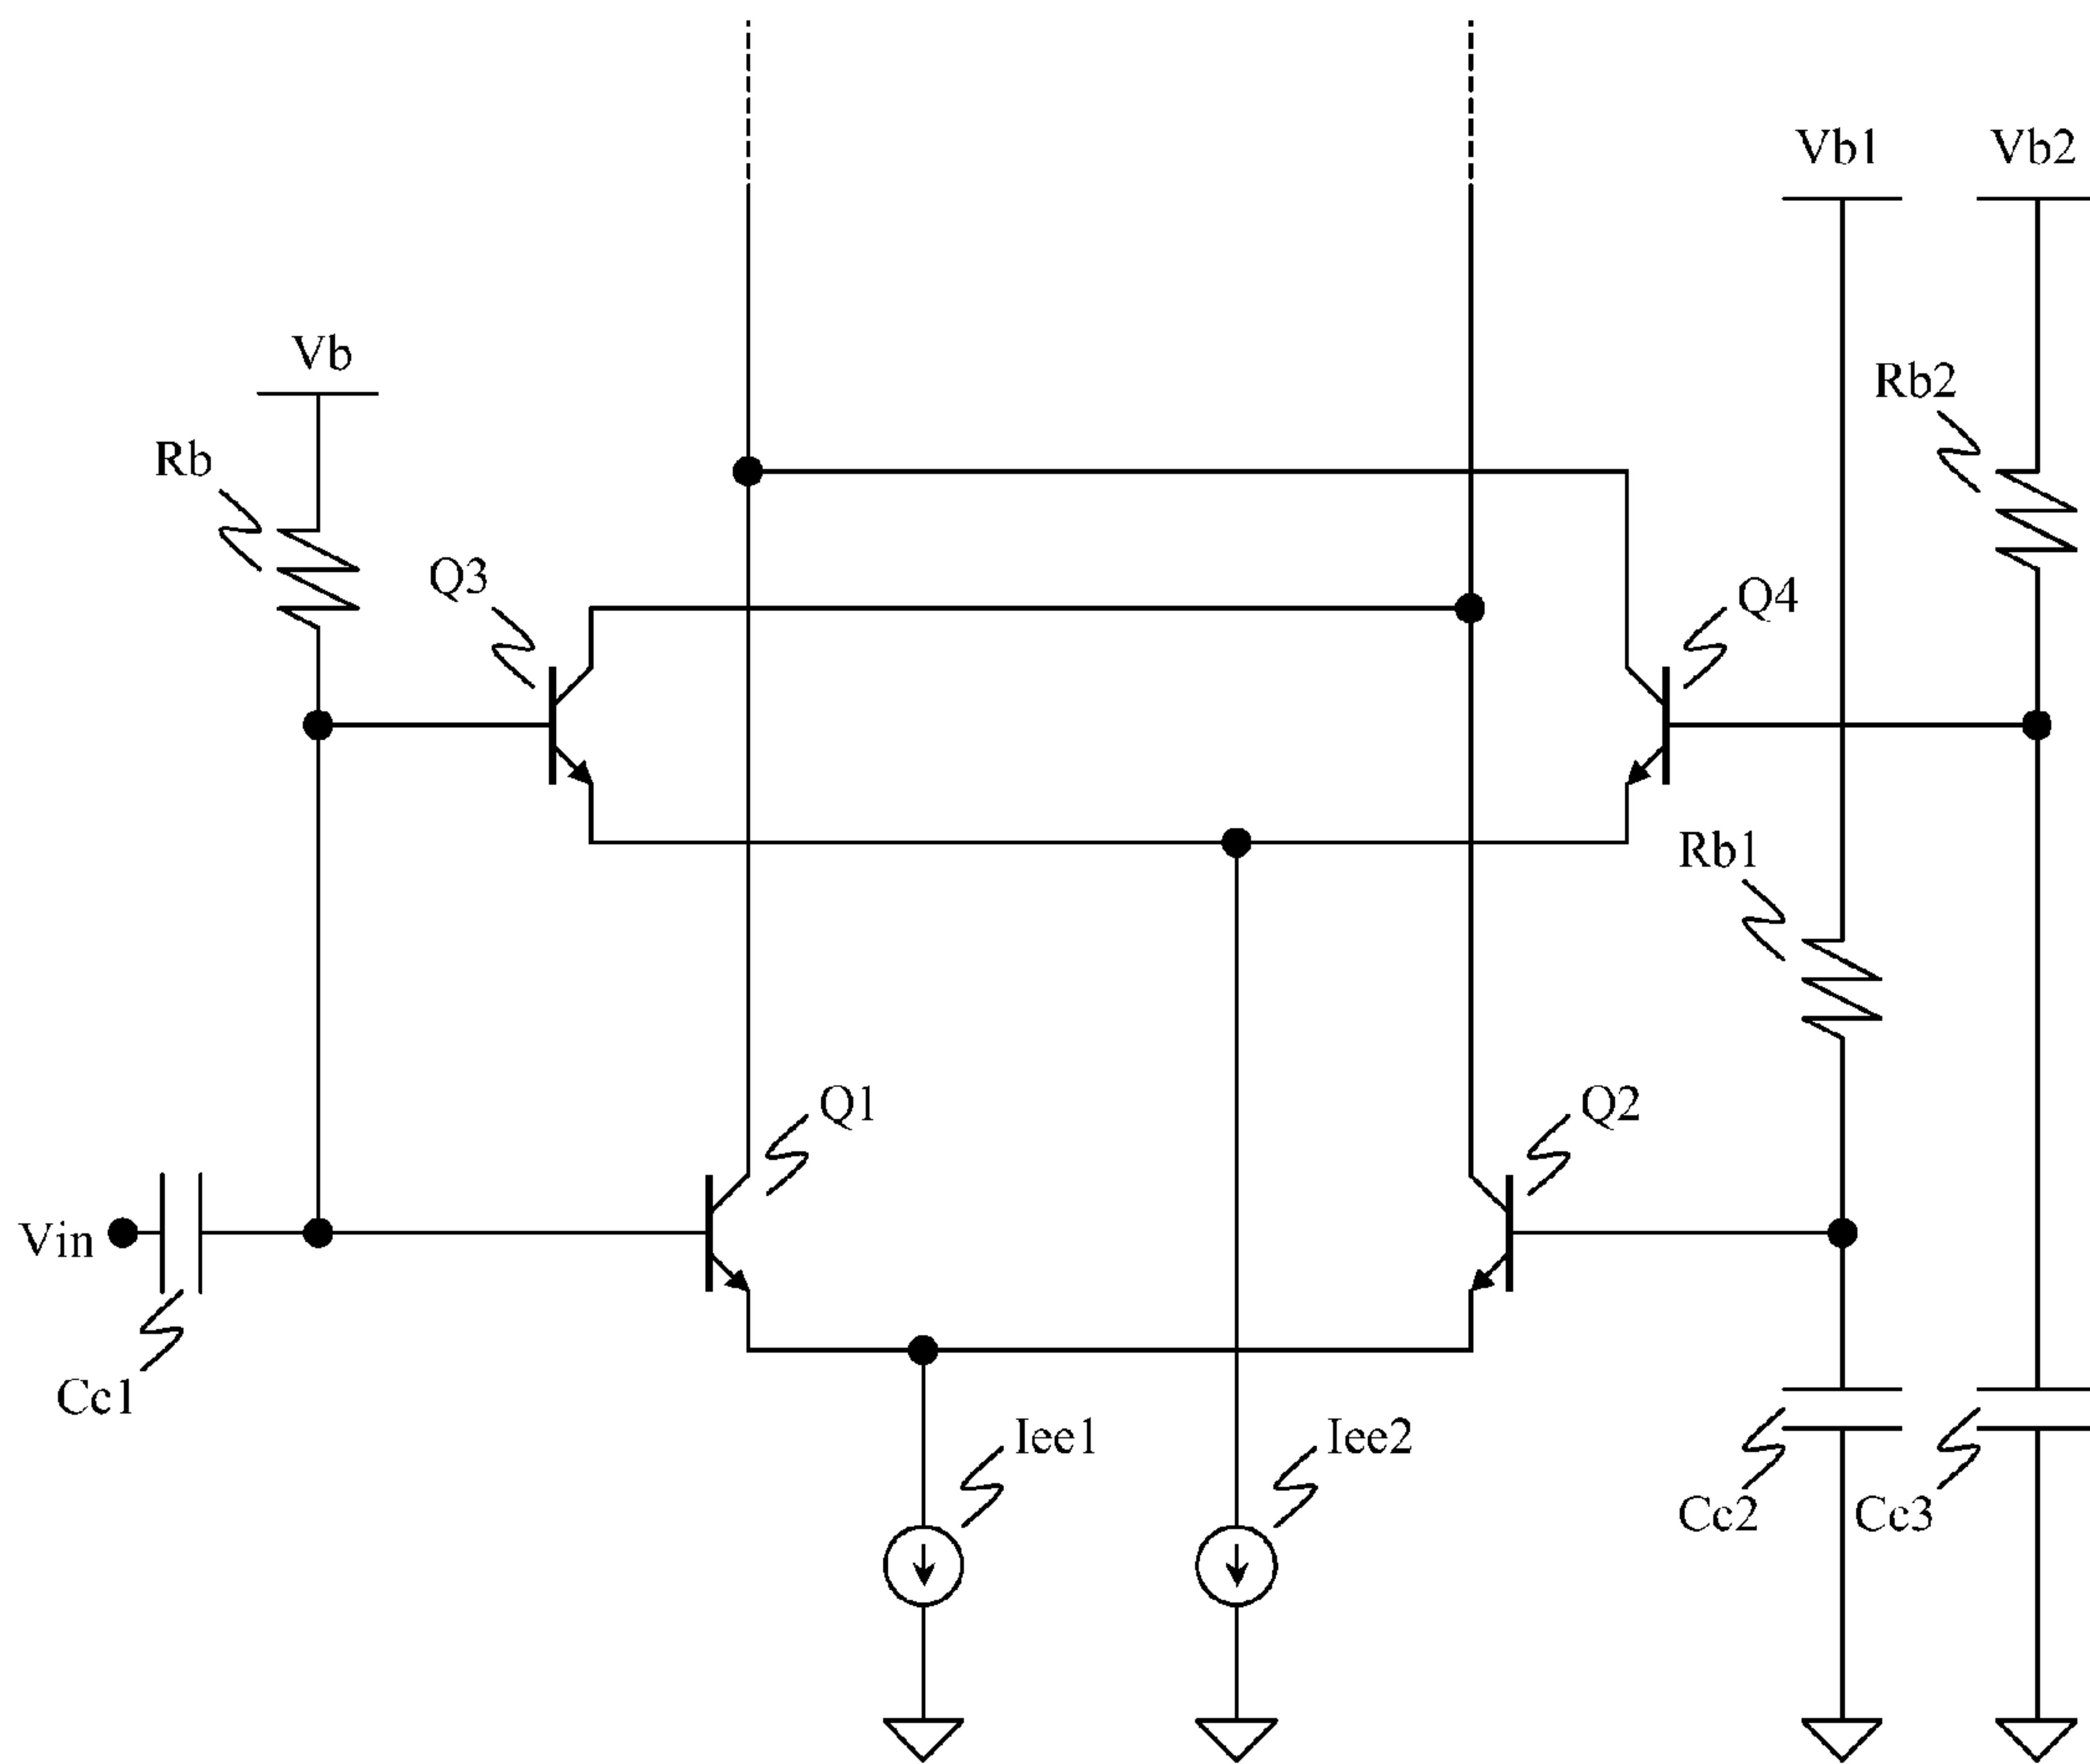 Vb1
Vb2
Vb
Rb2
Rb
Q3
Q4
Rb1
Q1
Q2
Vin
Cc1
Iee1
Iee2
Cc2
Cc3